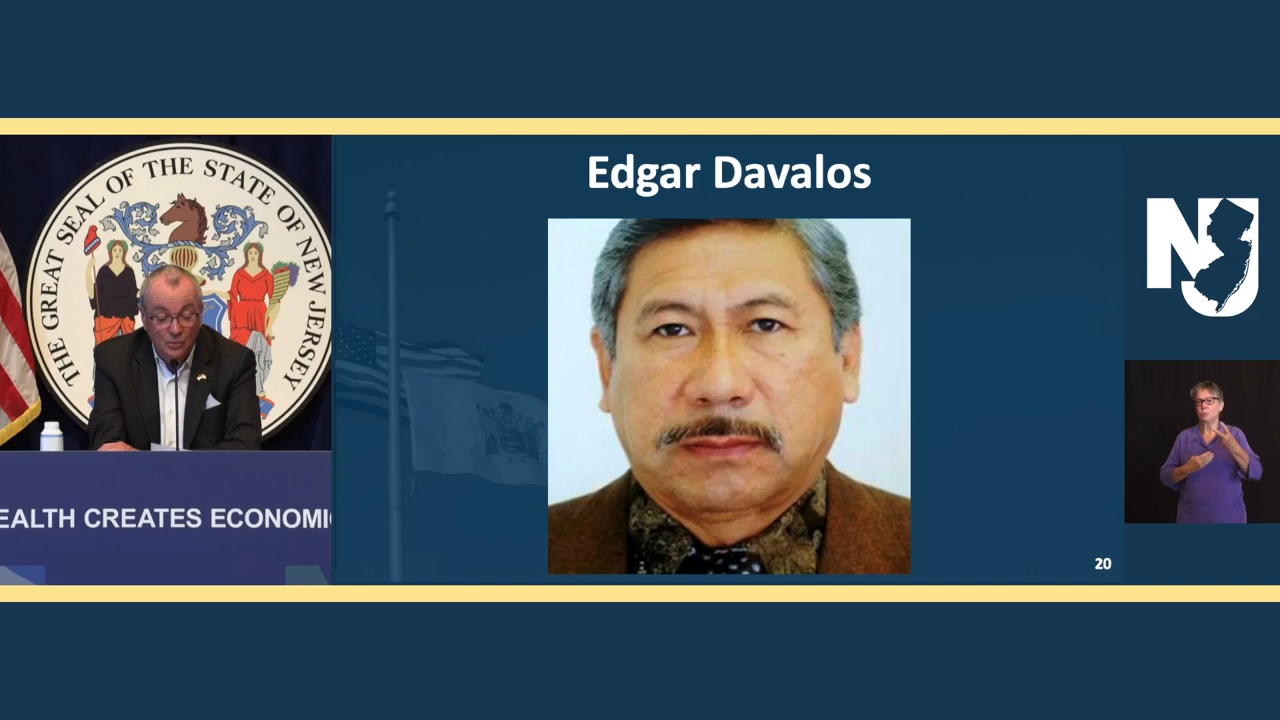 THE GREAT SEAL OF THE STATE OF NEW JERSEY
EALTH CREATES ECONOMI
Edgar Davalos
20
NJ